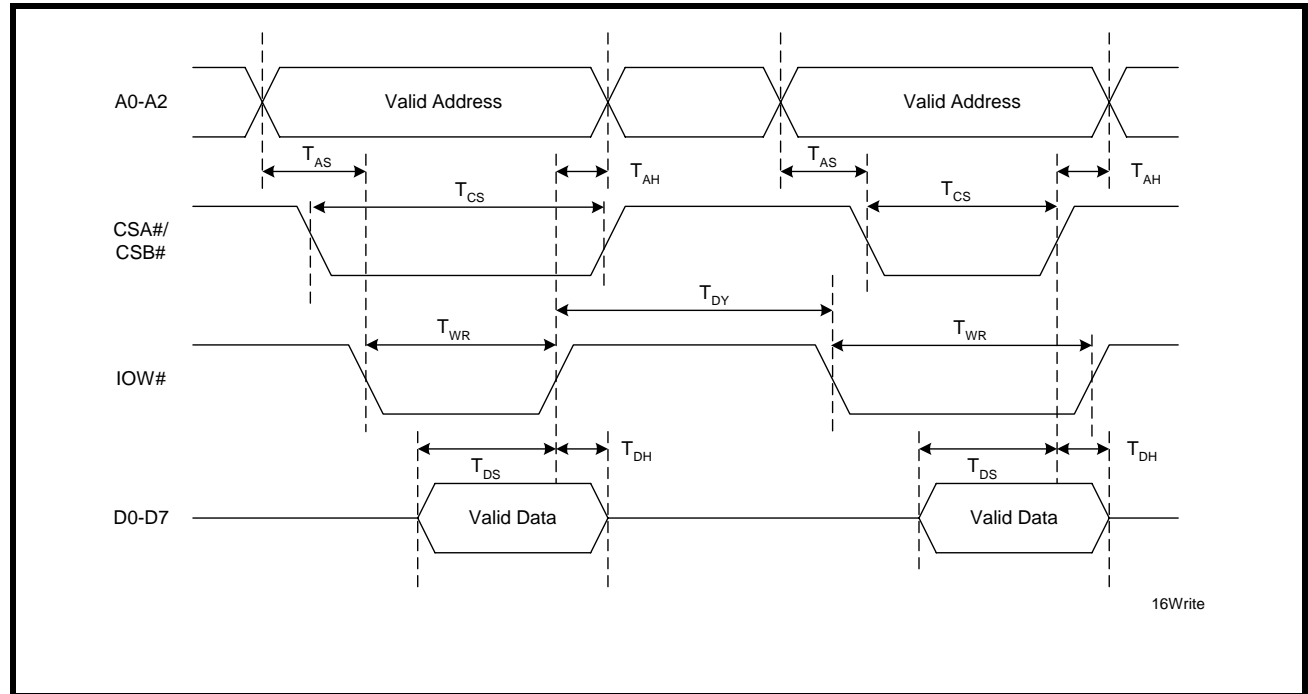 A0-A2
Valid Address
Valid Address
TAS
TAH
TAS
TAH
TCS
TCS
CSA#/
CSB#
TDY
TWR
TWR
IOW#
TDS
TDH
TDS
TDH
D0-D7
Valid Data
Valid Data
16Write